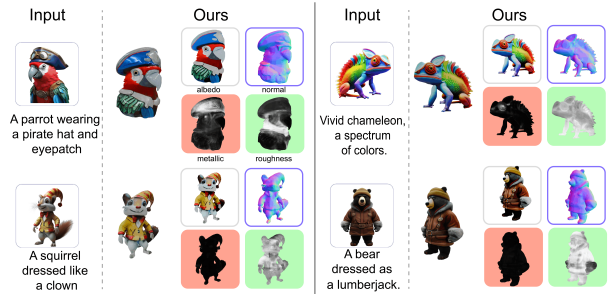 Input
Ours
Input
Ours
albedo
normal
metallic
roughness
A parrot wearing
a pirate hat and
eyepatch
Vivid chameleon,
a spectrum
of colors.
A squirrel
dressed like
a clown
A bear
dressed as
a lumberjack.